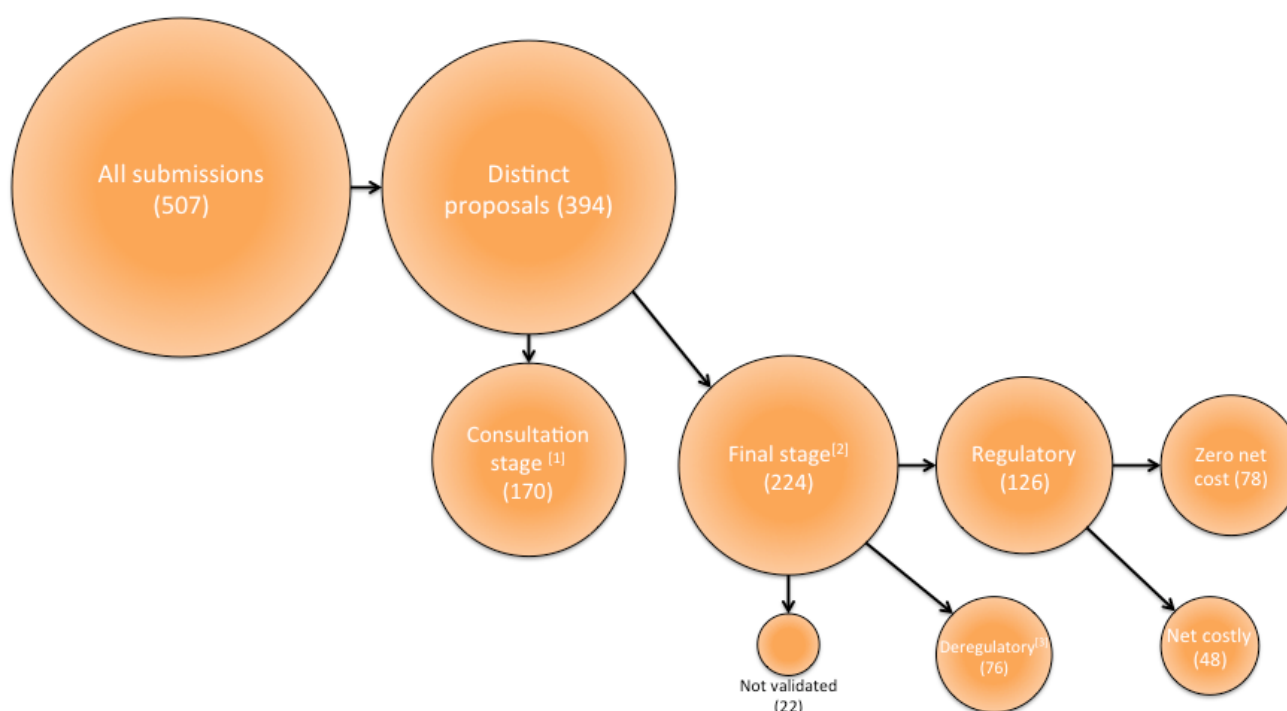 All submissions
(507)
Distinct
proposals (394)
Consultation
stage [1]
(170)
Final stage[2]
(224)
Regulatory
(126)
Zero net
cost (78)
Not validated
(22)
Deregulatory[3]
(76)
Net costly
(48)